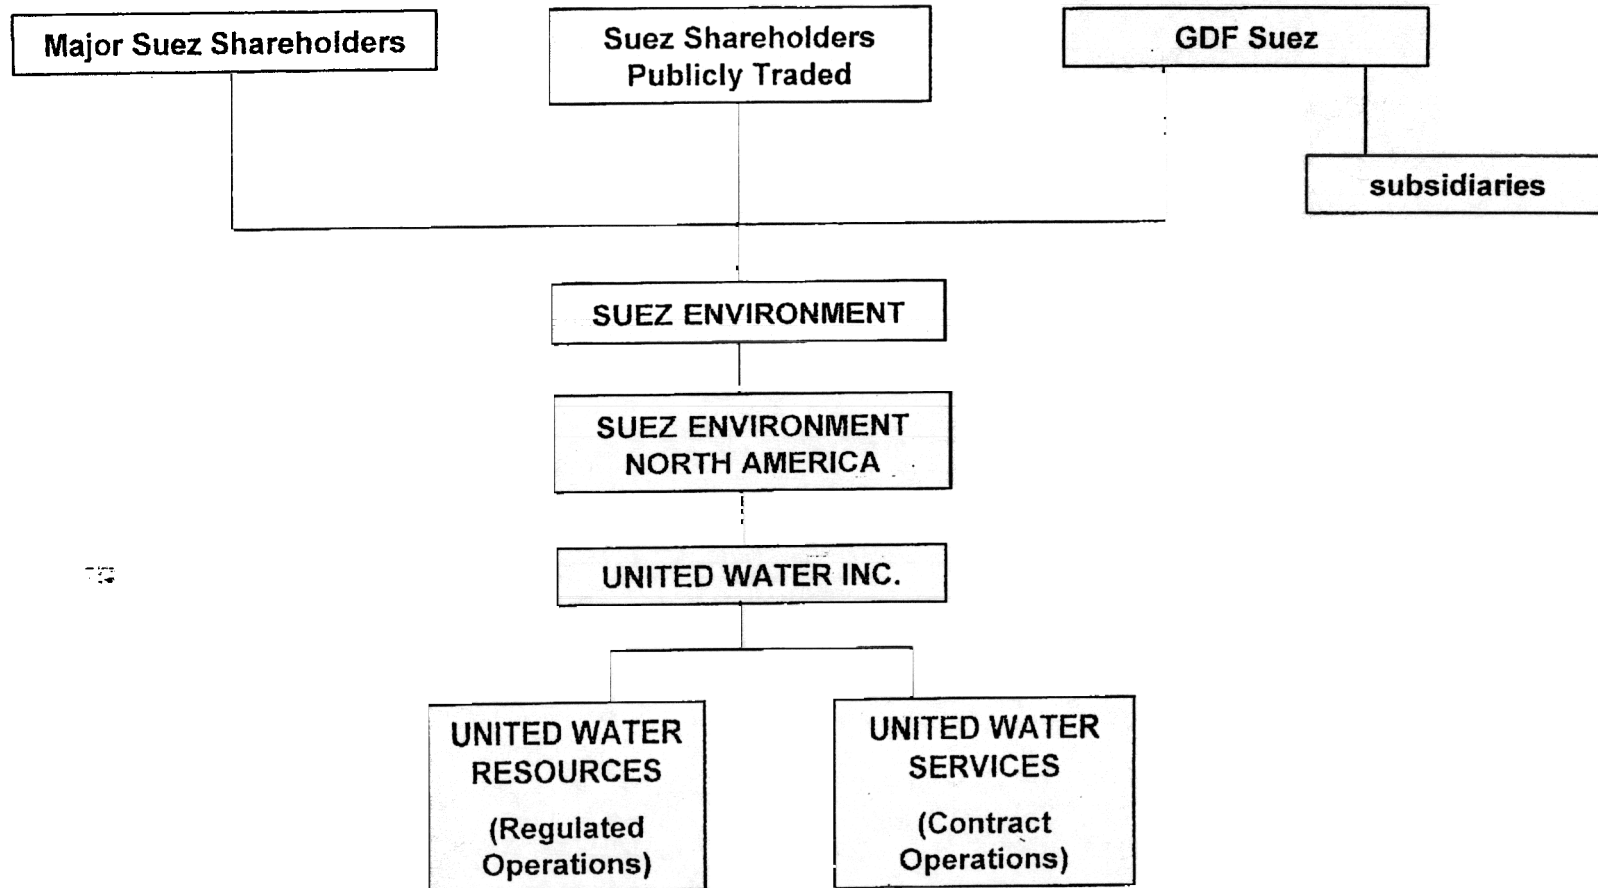 Major Suez Shareholders
Suez Shareholders
Publicly Traded
GDF Suez
subsidiaries
SUEZ ENVIRONMENT
SUEZ ENVIRONMENT
NORTH AMERICA
UNITED WATER INC.
UNITED WATER
RESOURCES
(Regulated
Operations)
UNITED WATER
SERVICES
(Contract
Operations)